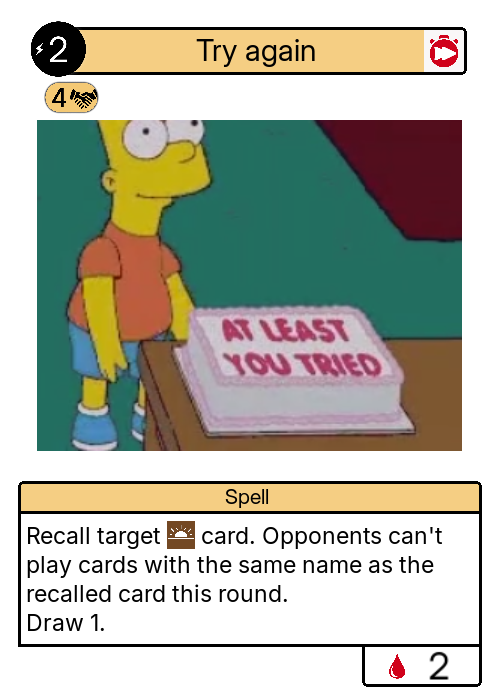 2
Try again
4
AT LEAST
YOU TRIED
Spell
Recall target card. Opponents can't
play cards with the same name as the
recalled card this round.
Draw 1.
2